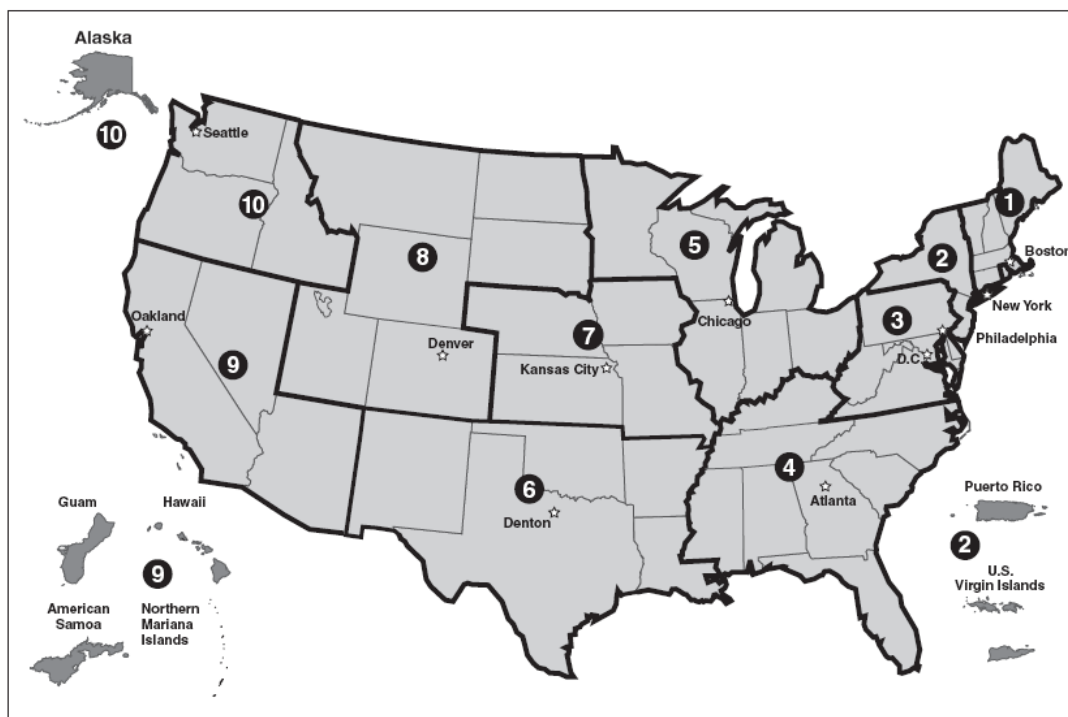 Alaska
10
Seattle
10
1
8
5
2
Boston
New York
Chicago
3
Philadelphia
Oakland
Denver
7
D.C.
9
Kansas City
4
6
Atlanta
Denton
Guam
Hawaii
9
American
Samoa
Northern
Mariana
Islands
Puerto Rico
2
U.S.
Virgin Islands